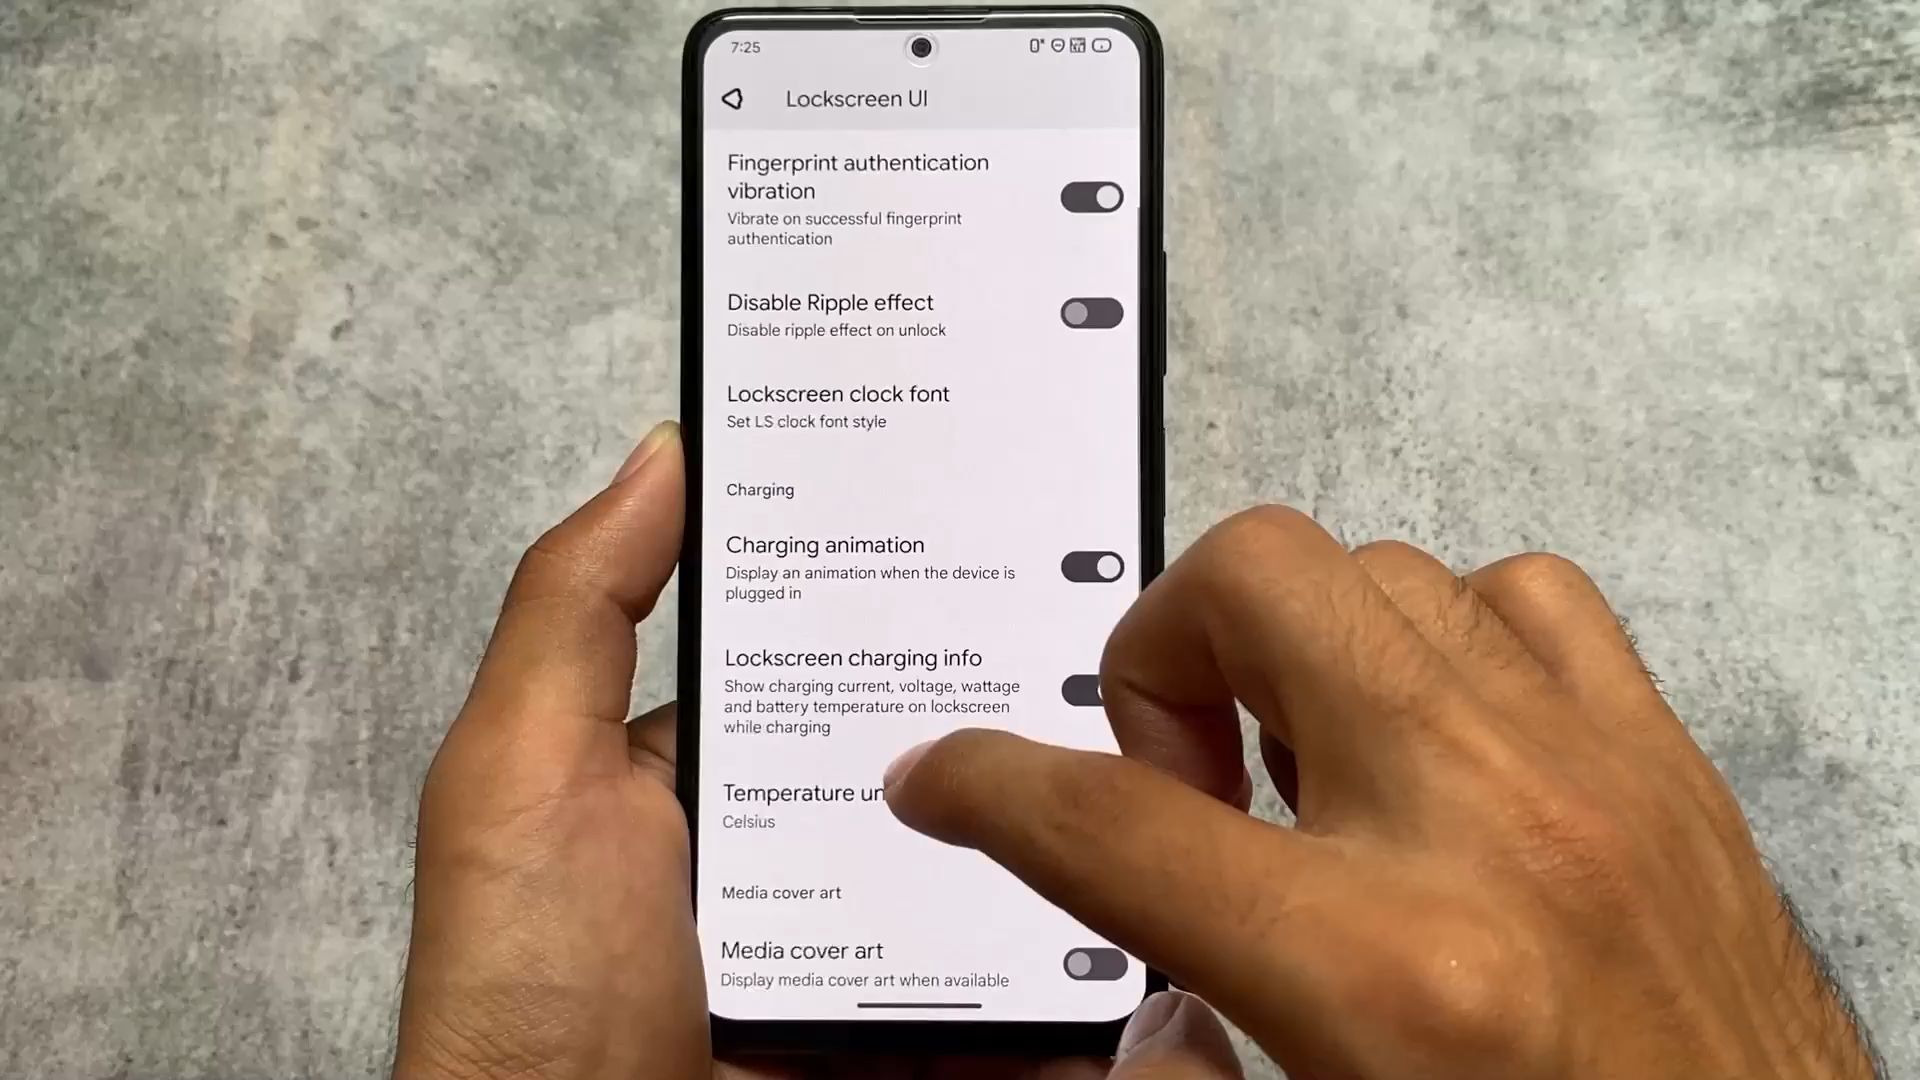 7:25
Lockscreen UI
Fingerprint authentication
vibration
Vibrate on successful fingerprint
authentication
Disable Ripple effect
Disable ripple effect on unlock
Lockscreen clock font
Set LS clock font style
Charging
Charging animation
Display an animation when the device is
plugged in
Lockscreen charging info
Show charging current, voltage, wattage
and battery temperature on lockscreen
while charging
Temperature un
Celsius
Media cover art
Media cover art
Display media cover art when available